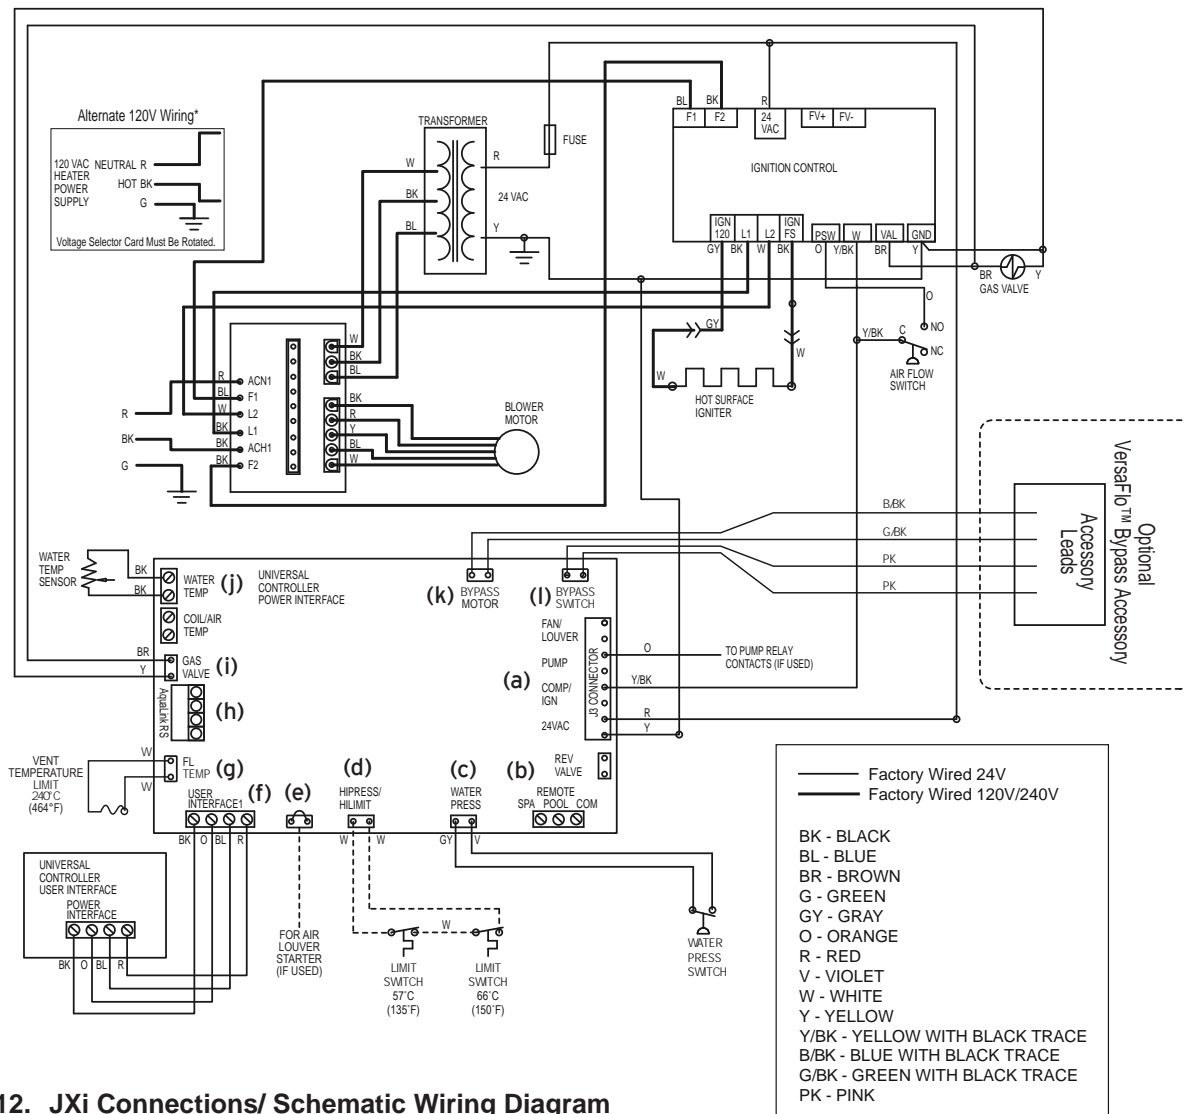 Alternate 120V Wiring*
120 VAC
HEATER
POWER
SUPPLY
NEUTRAL R
HOT BK
G
Voltage Selector Card Must Be Rotated.
TRANSFORMER
W
BK
BL
R
24 VAC
Y
FUSE
BL
BK
R
F1
F2
24
VAC
FV+
FV-
IGNITION CONTROL
IGN
120
L1
L2
IGN
FS
PSW
W
VAL
GND
GY
BK
W
BK
O
Y/BK
BR
Y
BR
Y
GAS VALVE
O
NO
C
NC
Y/BK
AIR FLOW
SWITCH
GY
W
W
HOT SURFACE
IGNITER
R
BK
G
R
BL
W
BK
BK
BK
ACN1
F1
L2
L1
ACH1
F2
W
BK
BL
BK
R
Y
BL
W
BLOWER
MOTOR
Optional
VersaFlo™ Bypass Accessory
Accessory
Leads
B/BK
G/BK
PK
PK
WATER
TEMP
SENSOR
BK
BK
WATER
TEMP
(j)
UNIVERSAL
CONTROLLER
POWER INTERFACE
COIL/AIR
TEMP
BR
Y
GAS
VALVE
(i)
AquaLink RS
(h)
VENT
TEMPERATURE
LIMIT
240°C
(464°F)
W
W
FL
TEMP
(g)
(k)
BYPASS
MOTOR
(l)
BYPASS
SWITCH
(a)
FAN/
LOUVER
PUMP
COMP/
IGN
24VAC
J3 CONNECTOR
O
TO PUMP RELAY
CONTACTS (IF USED)
Y/BK
R
Y
REV
VALVE
(b)
REMOTE
SPA POOL COM
USER
INTERFACE1
(f)
(e)
(d)
HIPRESS/
HILIMIT
(c)
WATER
PRESS
BK
O
BL
R
W
W
GY
V
UNIVERSAL
CONTROLLER
USER INTERFACE
POWER
INTERFACE
BK
O
BL
R
FOR AIR
LOUVER
STARTER
(IF USED)
W
LIMIT
SWITCH
57°C
(135°F)
LIMIT
SWITCH
66°C
(150°F)
WATER
PRESS
SWITCH
Factory Wired 24V
Factory Wired 120V/240V
BK - BLACK
BL - BLUE
BR - BROWN
G - GREEN
GY - GRAY
O - ORANGE
R - RED
V - VIOLET
W - WHITE
Y - YELLOW
Y/BK - YELLOW WITH BLACK TRACE
B/BK - BLUE WITH BLACK TRACE
G/BK - GREEN WITH BLACK TRACE
PK - PINK
12. JXi Connections/ Schematic Wiring Diagram